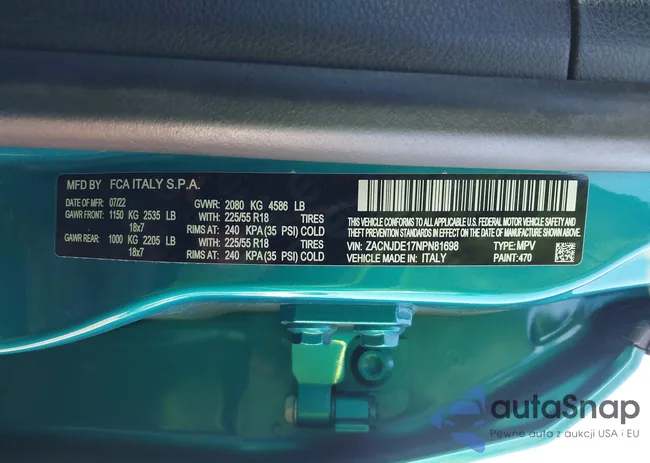 MFD BY FCA ITALY S.P.A.
DATE OF MFR: 07/22 GVWR: 2080 KG 4586 LB
GAWR FRONT: 1150 KG 2535 LB WITH: 225/55 R18 TIRES
18x7 RIMS AT: 240 KPA (35 PSI) COLD
GAWR REAR: 1000 KG 2205 LB WITH: 225/55 R18 TIRES
18x7 RIMS AT: 240 KPA (35 PSI) COLD
THIS VEHICLE CONFORMS TO ALL APPLICABLE U.S. FEDERAL MOTOR VEHICLE SAFETY, BUMPER, AND
THEFT PREVENTION STANDARDS IN EFFECT ON THE DATE OF MANUFACTURE SHOWN ABOVE.
VIN: ZACNJDE17NPN81698 TYPE: MPV
VEHICLE MADE IN: ITALY PAINT: 470
autaSnap
Pewne auta z aukcji USA i EU